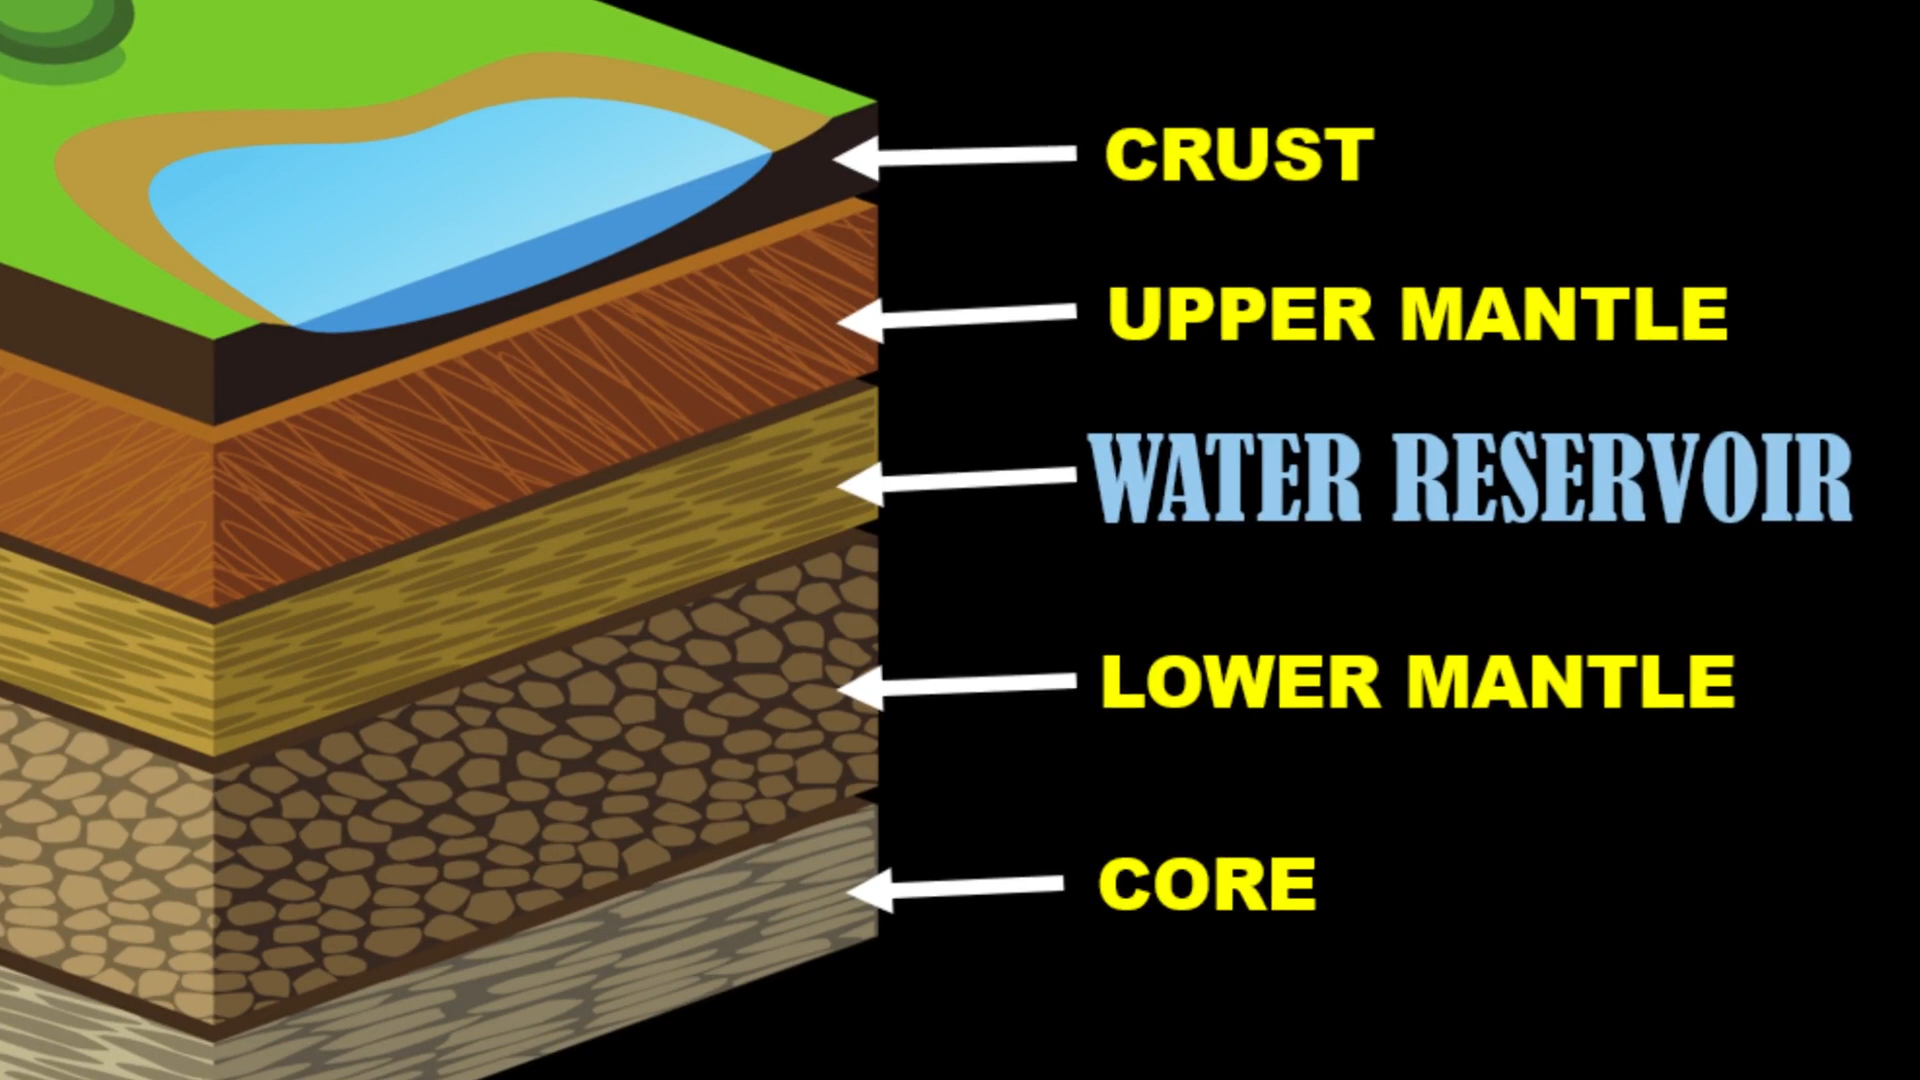 CRUST
UPPER MANTLE
WATER RESERVOIR
LOWER MANTLE
CORE